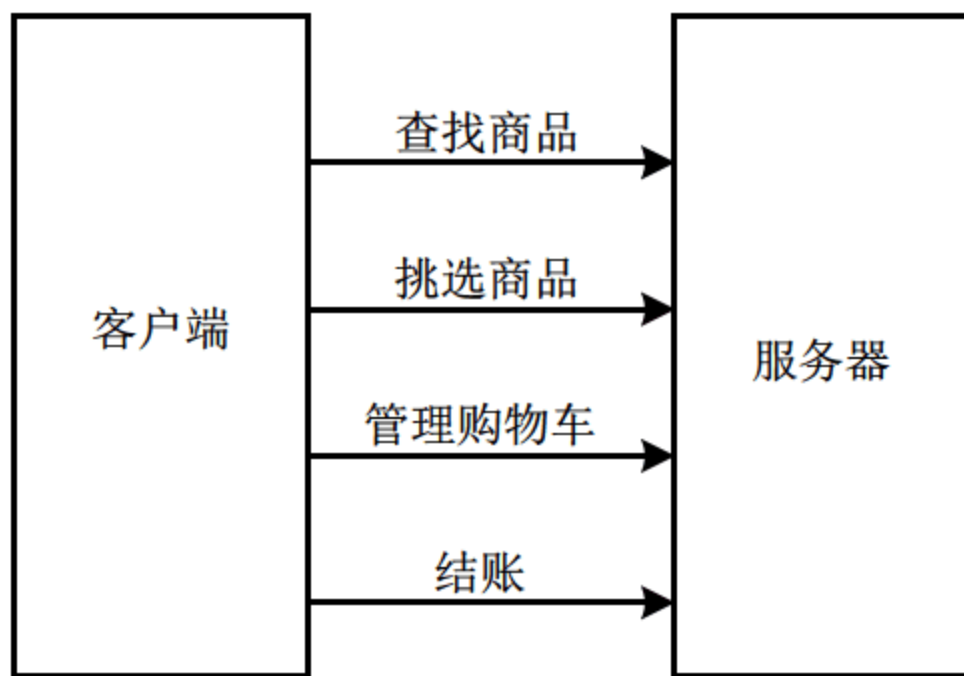 查找商品
挑选商品
客户端
服务器
管理购物车
结账